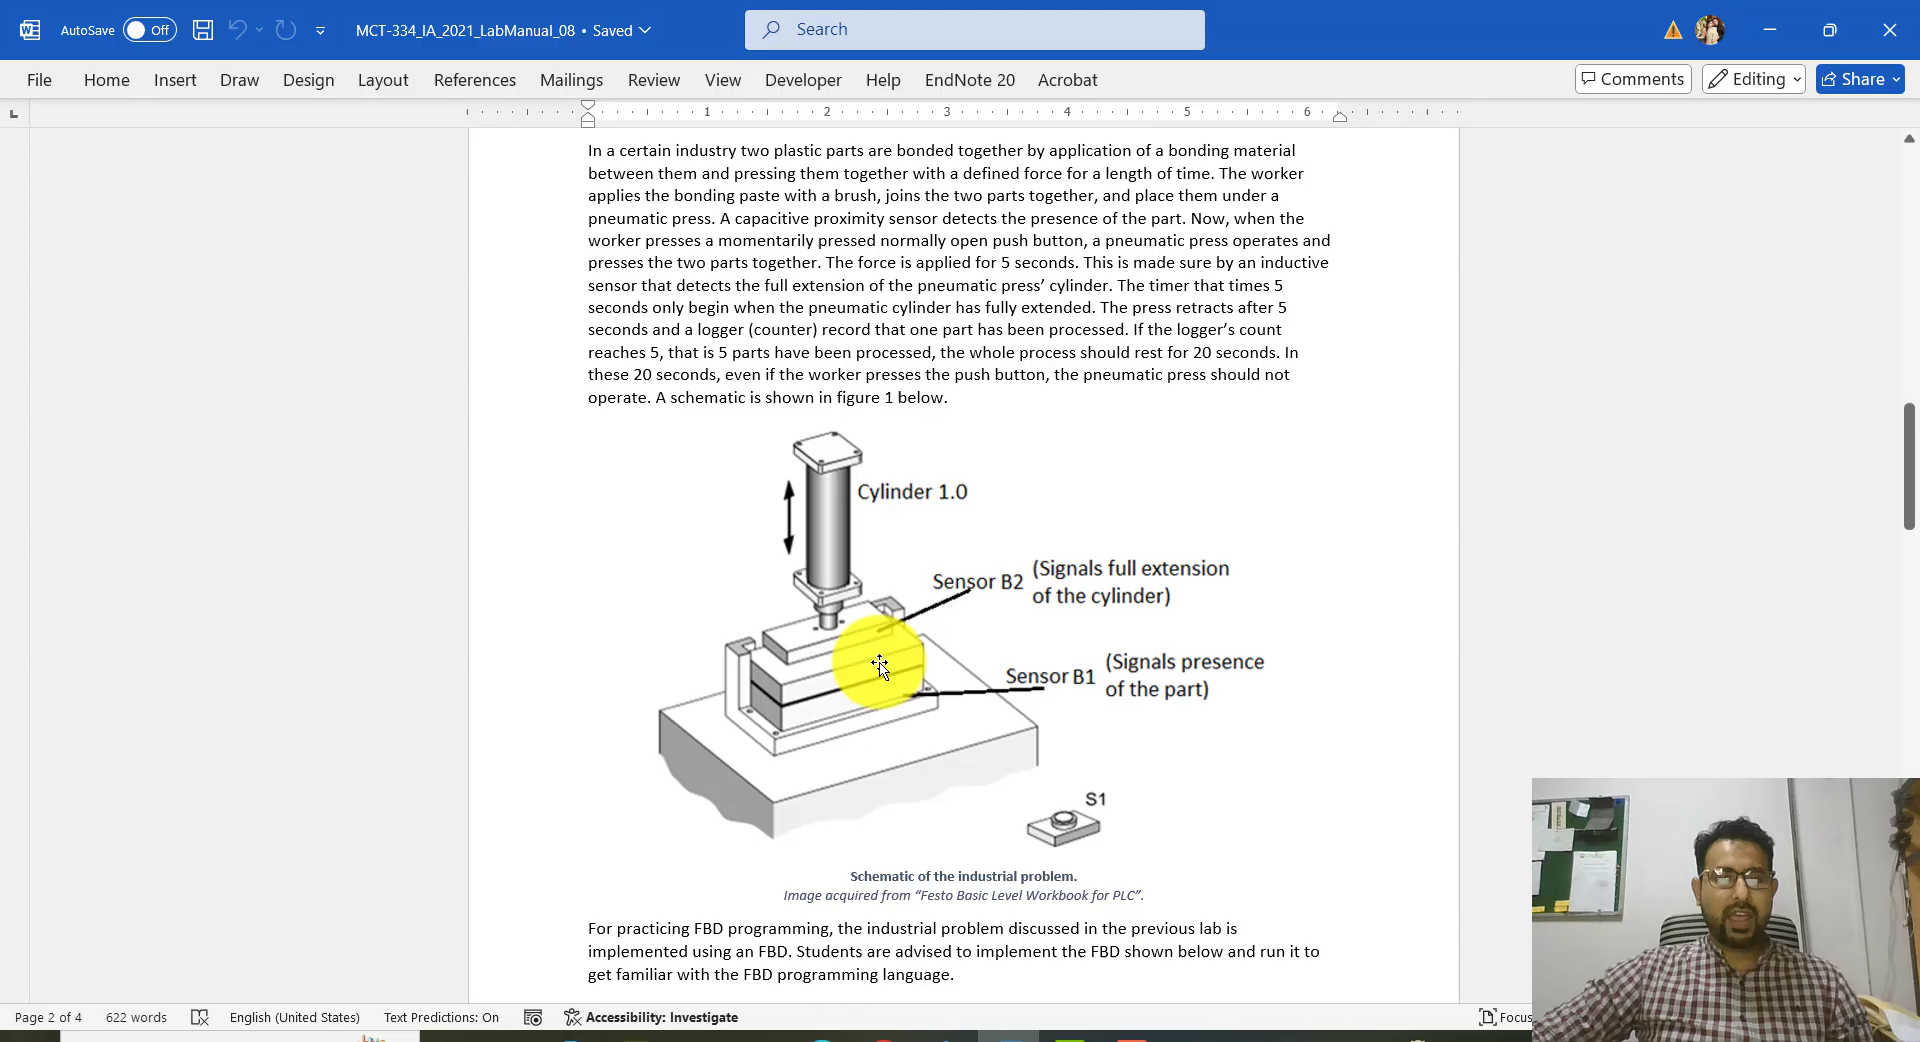 AutoSave Off MCT-334_IA_2021_LabManual_08 • Saved Search
File Home Insert Draw Design Layout References Mailings Review View Developer Help EndNote 20 Acrobat Comments Editing Share
1 2 3 4 5 6
In a certain industry two plastic parts are bonded together by application of a bonding material
between them and pressing them together with a defined force for a length of time. The worker
applies the bonding paste with a brush, joins the two parts together, and place them under a
pneumatic press. A capacitive proximity sensor detects the presence of the part. Now, when the
worker presses a momentarily pressed normally open push button, a pneumatic press operates and
presses the two parts together. The force is applied for 5 seconds. This is made sure by an inductive
sensor that detects the full extension of the pneumatic press’ cylinder. The timer that times 5
seconds only begin when the pneumatic cylinder has fully extended. The press retracts after 5
seconds and a logger (counter) record that one part has been processed. If the logger’s count
reaches 5, that is 5 parts have been processed, the whole process should rest for 20 seconds. In
these 20 seconds, even if the worker presses the push button, the pneumatic press should not
operate. A schematic is shown in figure 1 below.
Cylinder 1.0
Sensor B2 (Signals full extension
of the cylinder)
Sensor B1 (Signals presence
of the part)
S1
Schematic of the industrial problem.
Image acquired from “Festo Basic Level Workbook for PLC”.
For practicing FBD programming, the industrial problem discussed in the previous lab is
implemented using an FBD. Students are advised to implement the FBD shown below and run it to
get familiar with the FBD programming language.
Page 2 of 4 622 words English (United States) Text Predictions: On Accessibility: Investigate Focus